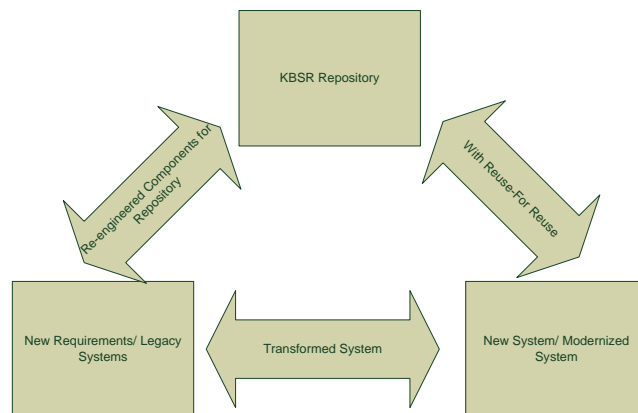 KBSR Repository
Re-engineered Components for
Repository
With Reuse-For Reuse
New Requirements/ Legacy
Systems
Transformed System
New System/ Modernized
System